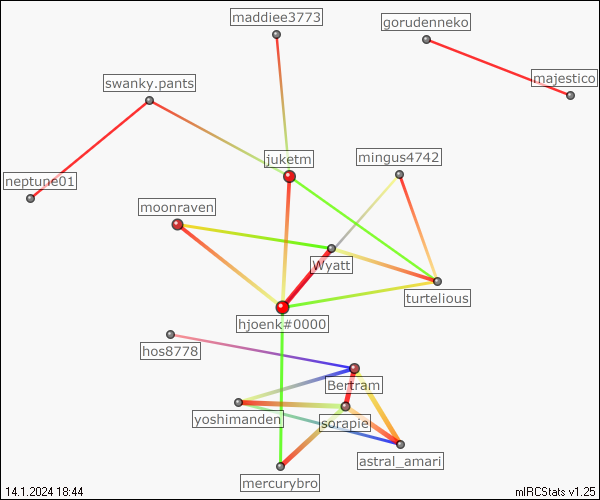 maddiee3773
gorudenneko
majestico
swanky.pants
juketm
mingus4742
neptune01
moonraven
Wyatt
turtelious
hjoenk#0000
hos8778
Bertram
yoshimanden
sorapie
astral_amari
mercurybro
14.1.2024 18:44
mIRCStats v1.25